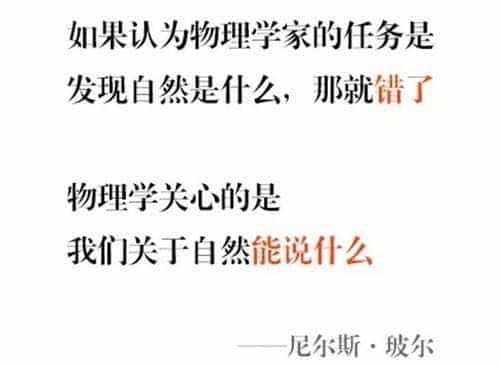 如果认为物理学家的任务是
发现自然是什么，那就错了
物理学关心的是
我们关于自然能说什么
——尼尔斯·玻尔